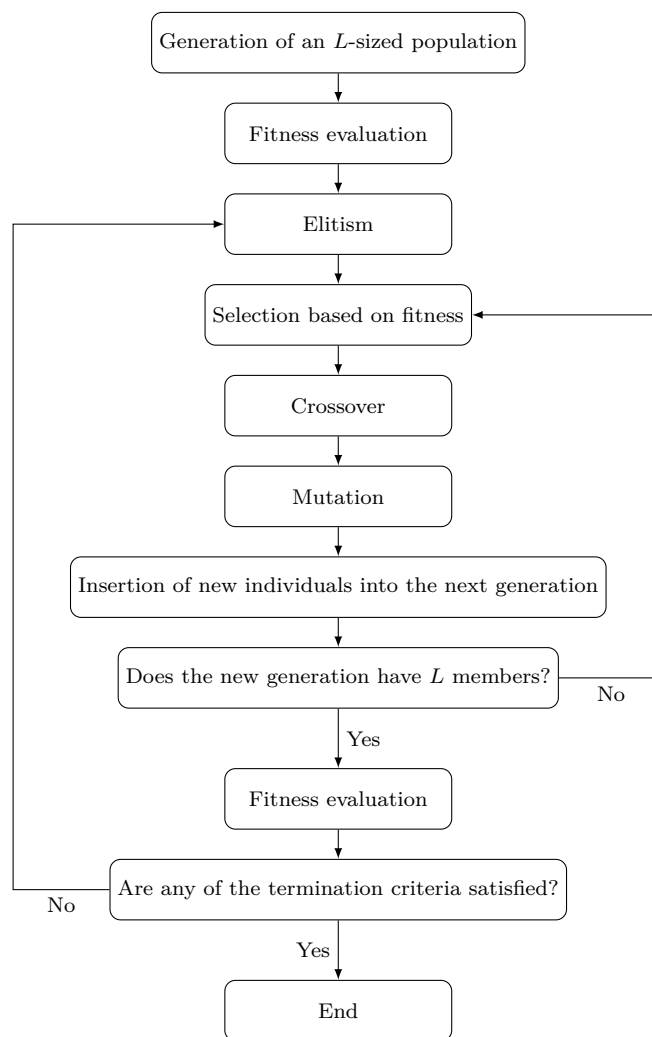 Generation of an L-sized population
Fitness evaluation
Elitism
Selection based on fitness
Crossover
Mutation
Insertion of new individuals into the next generation
Does the new generation have L members?
No
Yes
Fitness evaluation
Are any of the termination criteria satisfied?
No
Yes
End